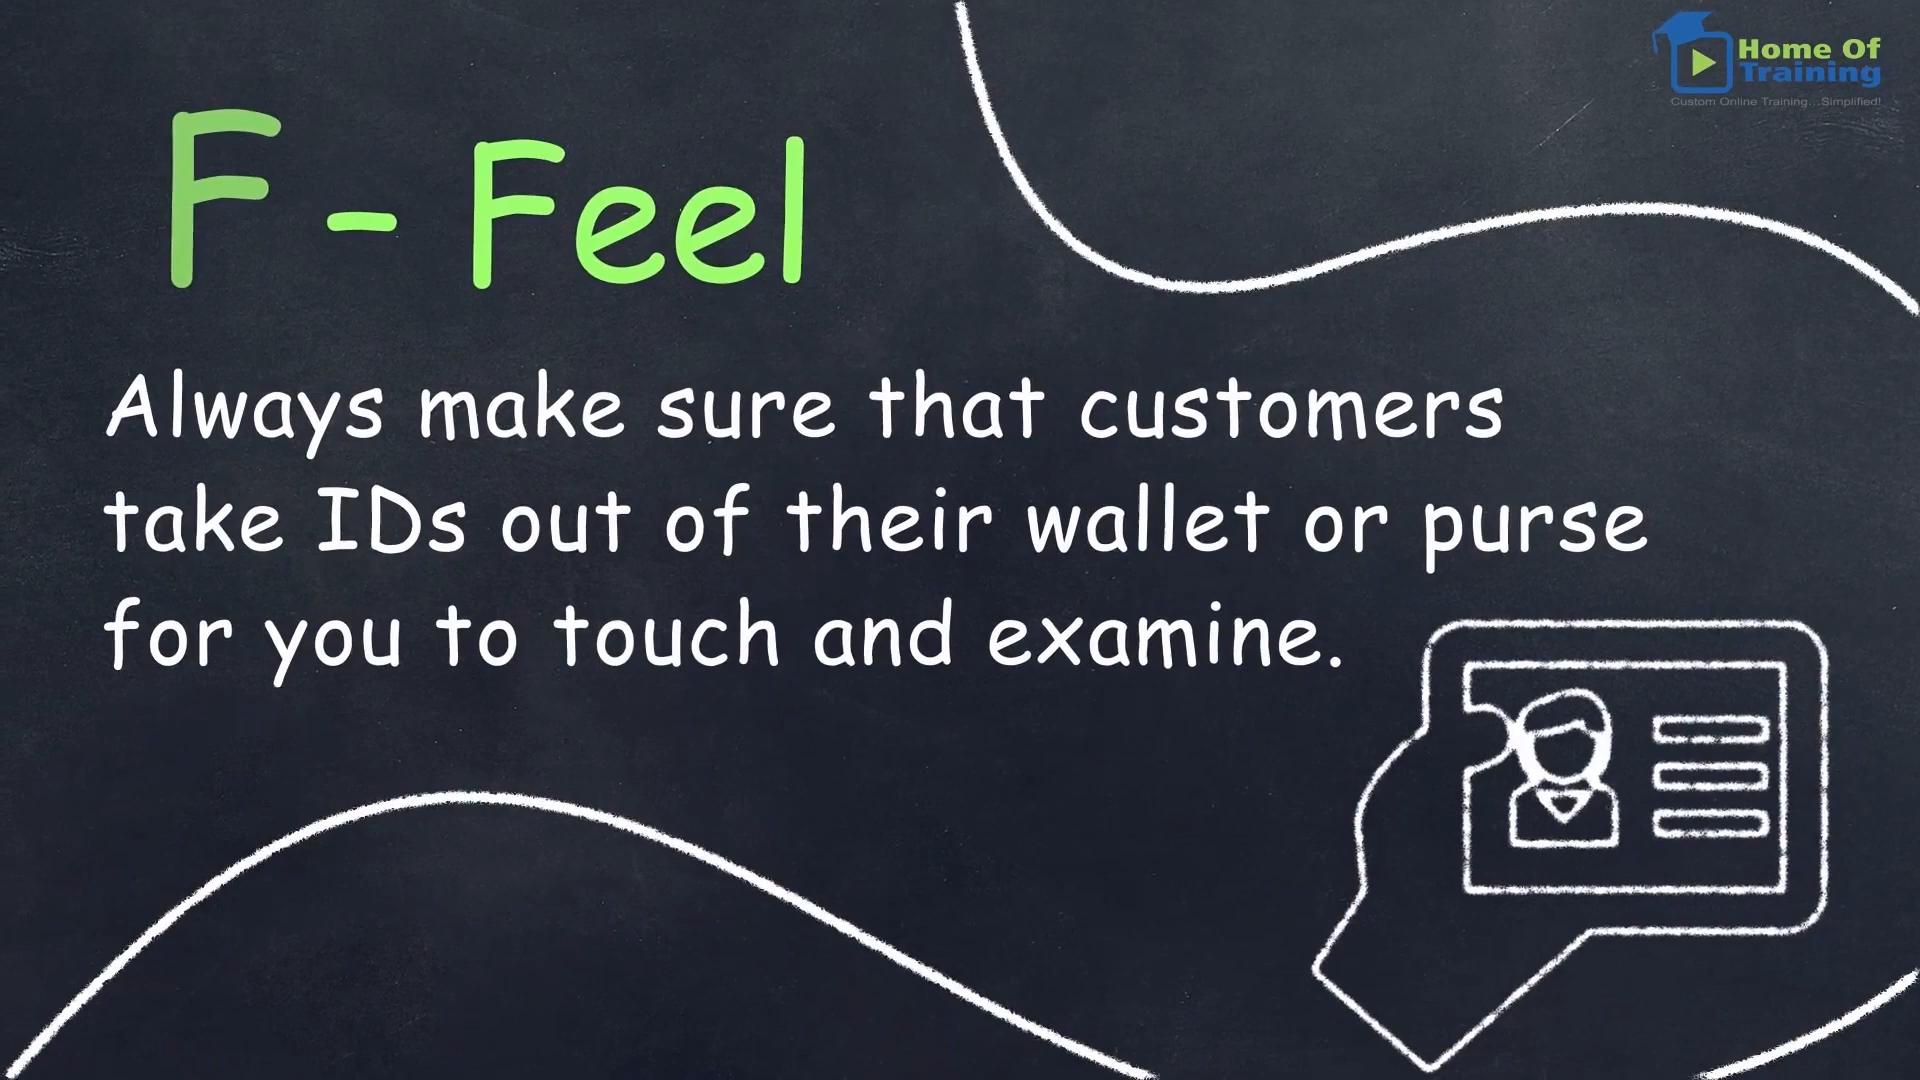 Home Of
Training
Custom Online Training...Simplified!
F - Feel
Always make sure that customers
take IDs out of their wallet or purse
for you to touch and examine.